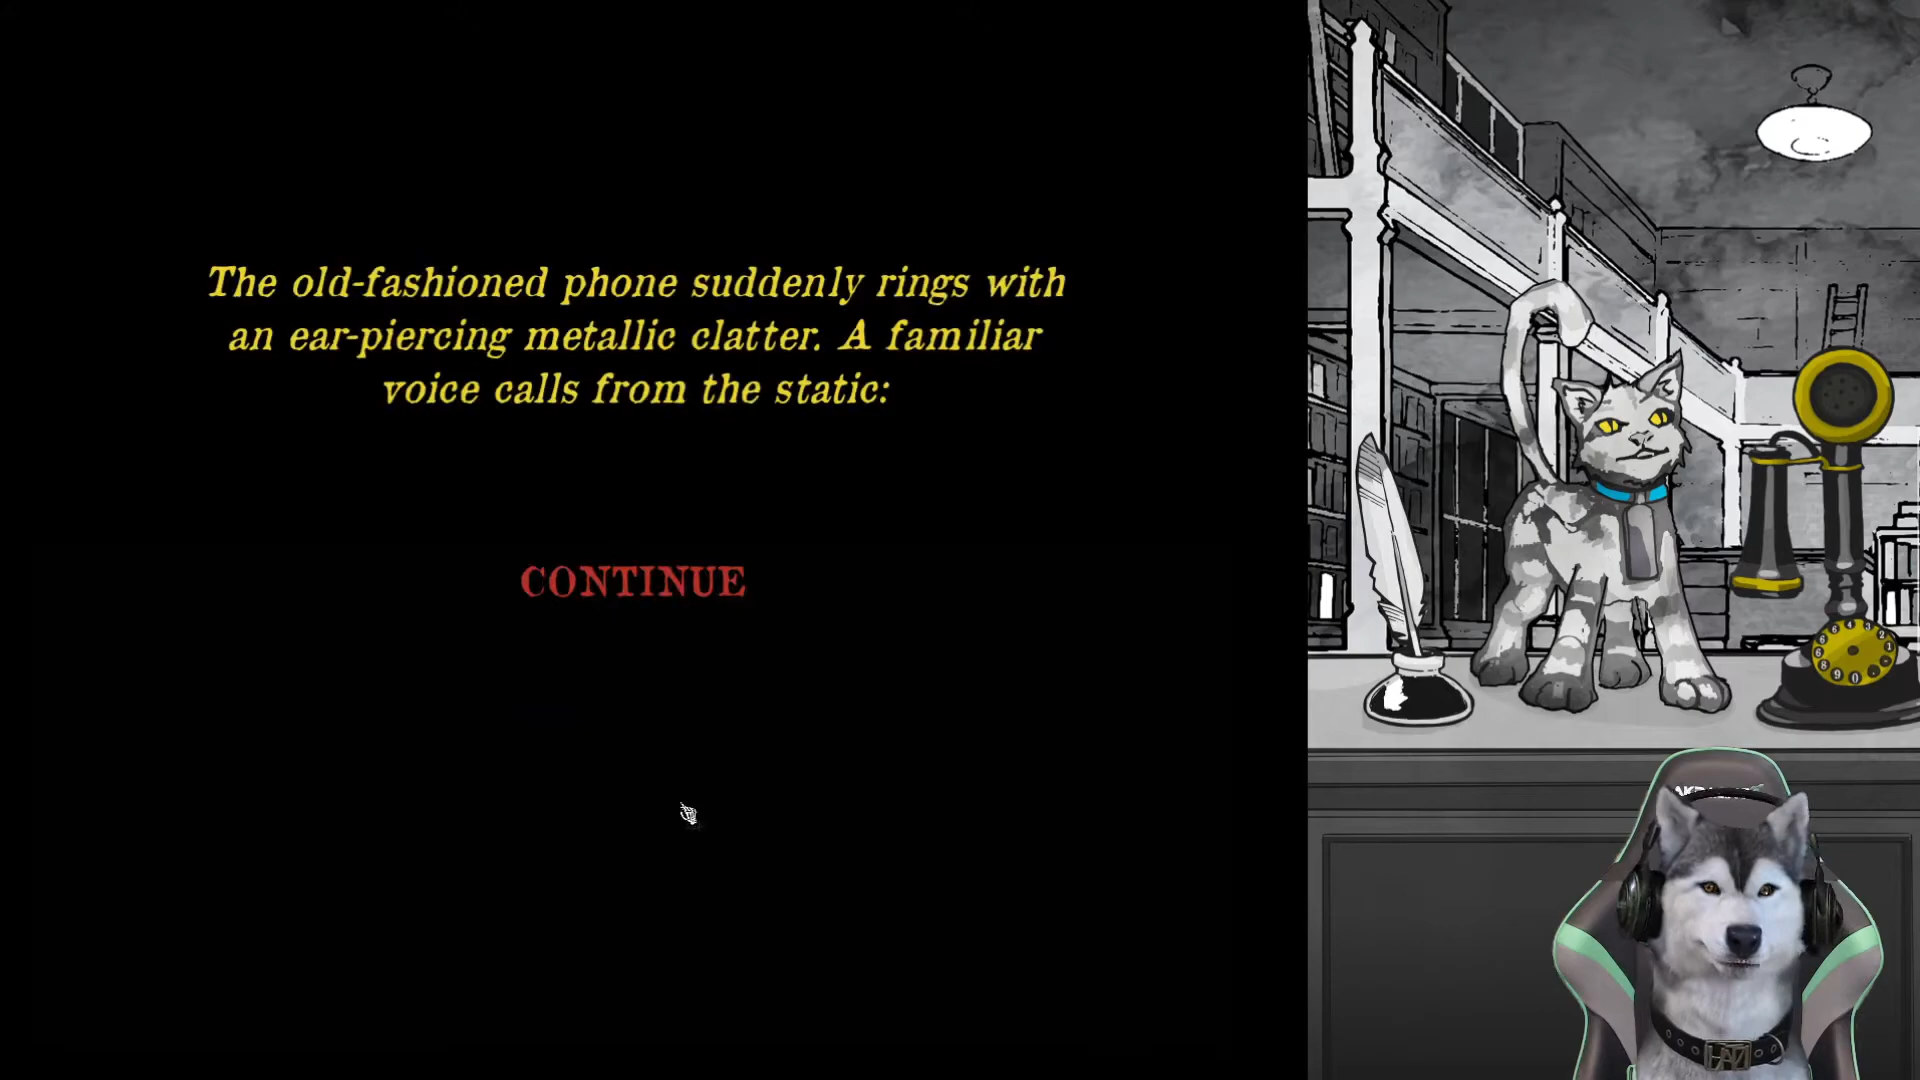 The old-fashioned phone suddenly rings with
an ear-piercing metallic clatter. A familiar
voice calls from the static:
CONTINUE